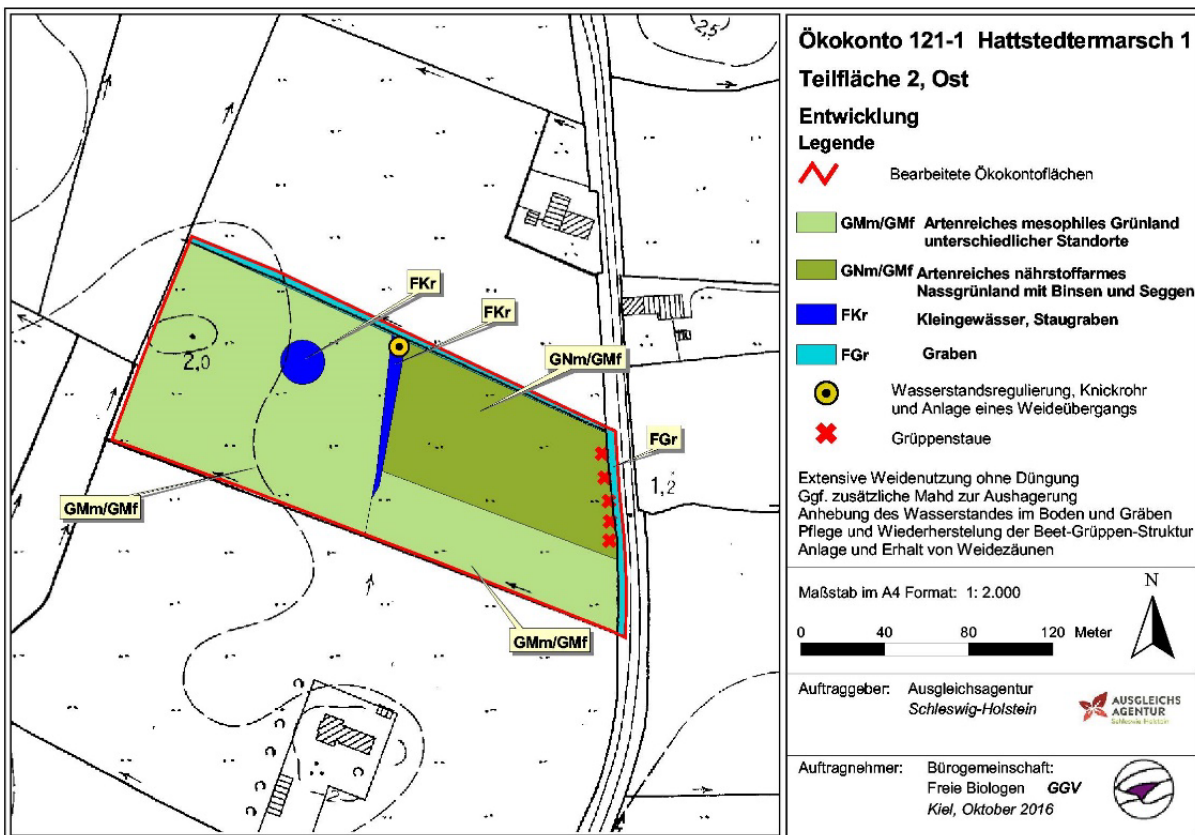 2,5
FKr
FKr
2,0
GNm/GMf
FGr
1,2
GMm/GMf
GMm/GMf
Ökokonto 121-1 Hattstedtermarsch 1
Teilfläche 2, Ost
Entwicklung
Legende
Bearbeitete Ökokontoflächen
GMm/GMf Artenreiches mesophiles Grünland
unterschiedlicher Standorte
GNm/GMf Artenreiches nährstoffarmes
Nassgrünland mit Binsen und Seggen
FKr Kleingewässer, Staugraben
FGr Graben
Wasserstandsregulierung, Knickrohr
und Anlage eines Weideübergangs
Grüppenstaue
Extensive Weidenutzung ohne Düngung
Ggf. zusätzliche Mahd zur Aushagerung
Anhebung des Wasserstandes im Boden und Gräben
Pflege und Wiederherstelung der Beet-Grüppen-Struktur
Anlage und Erhalt von Weidezäunen
Maßstab im A4 Format: 1: 2.000
N
0 40 80 120 Meter
Auftraggeber: Ausgleichsagentur
Schleswig-Holstein
AUSGLEICHS
AGENTUR
Schleswig-Holstein
Auftragnehmer: Bürogemeinschaft:
Freie Biologen GGV
Kiel, Oktober 2016